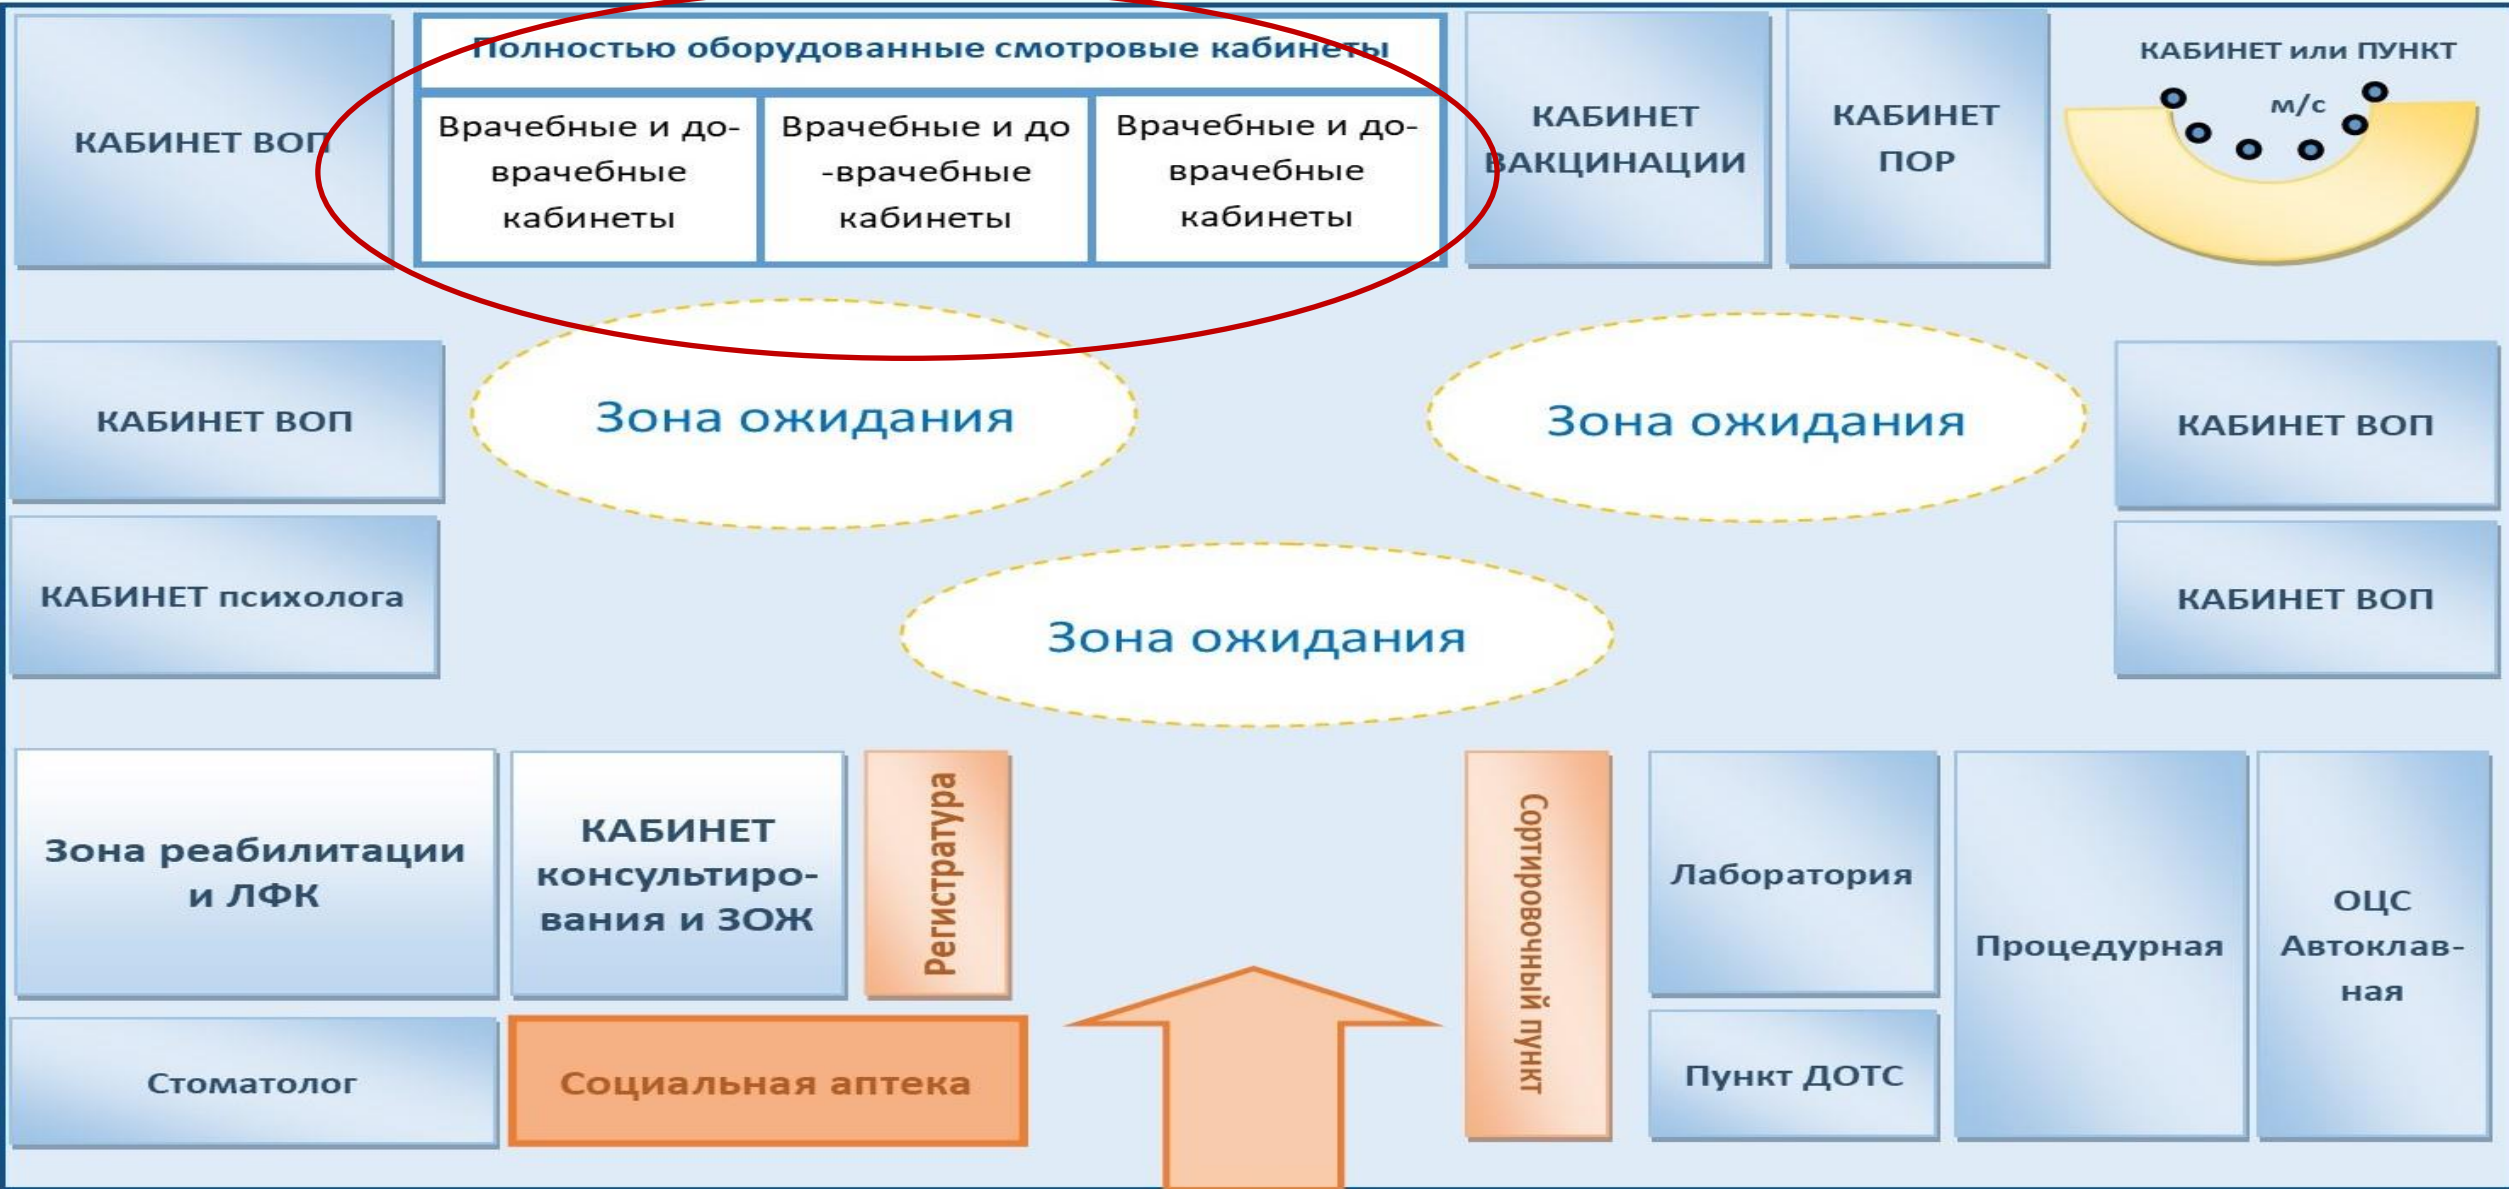 КАБИНЕТ ВОП
Полностью оборудованные смотровые кабинеты
Врачебные и до-
врачебные
кабинеты
Врачебные и до
-врачебные
кабинеты
Врачебные и до-
врачебные
кабинеты
КАБИНЕТ
ВАКЦИНАЦИИ
КАБИНЕТ
ПОР
КАБИНЕТ или ПУНКТ
м/с
КАБИНЕТ ВОП
Зона ожидания
Зона ожидания
КАБИНЕТ ВОП
КАБИНЕТ психолога
Зона ожидания
КАБИНЕТ ВОП
Зона реабилитации
и ЛФК
КАБИНЕТ
консультиро-
вания и ЗОЖ
Регистратура
Сортировочный пункт
Лаборатория
Процедурная
ОЦС
Автоклав-
ная
Стоматолог
Социальная аптека
Пункт ДОТС